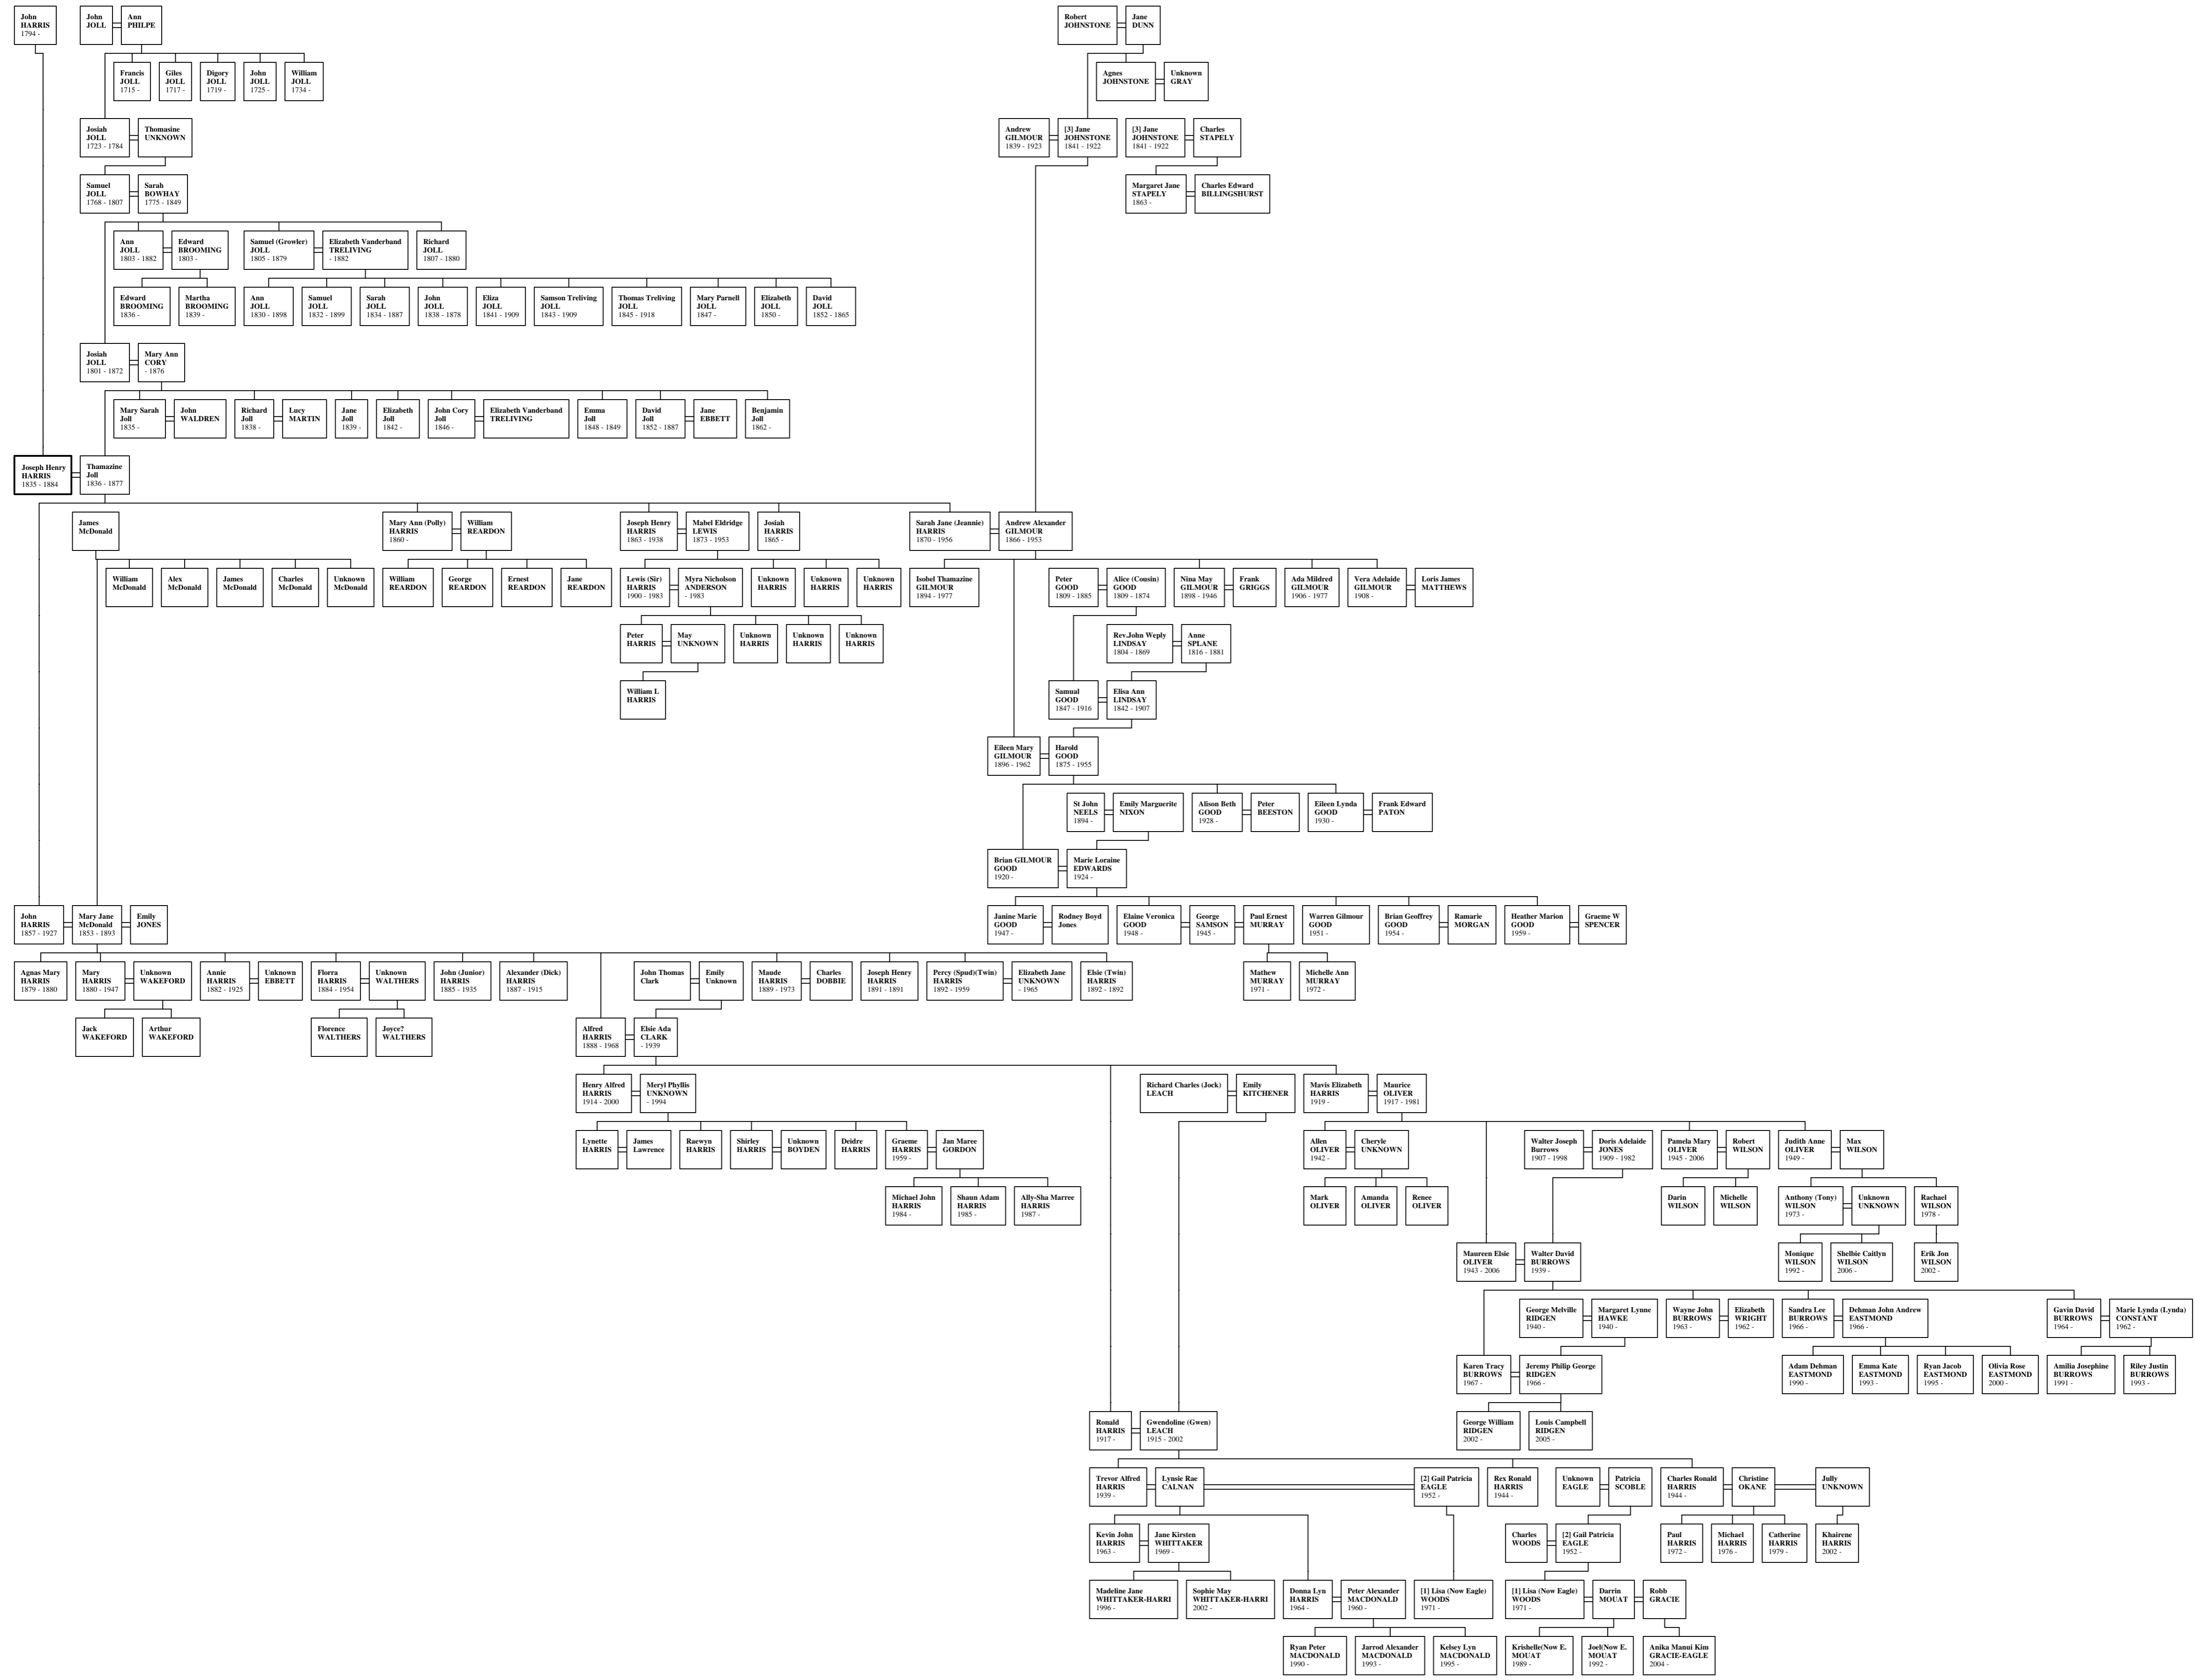 John
HARRIS
1794 -
John
JOLL
Ann
PHILPE
Robert
JOHNSTONE
Jane
DUNN
Francis
JOLL
1715 -
Giles
JOLL
1717 -
Digory
JOLL
1719 -
John
JOLL
1725 -
William
JOLL
1734 -
Agnes
JOHNSTONE
Unknown
GRAY
Josiah
JOLL
1723 - 1784
Thomasine
UNKNOWN
Andrew
GILMOUR
1839 - 1923
[3] Jane
JOHNSTONE
1841 - 1922
[3] Jane
JOHNSTONE
1841 - 1922
Charles
STAPELY
Samuel
JOLL
1768 - 1807
Sarah
BOWHAY
1775 - 1849
Margaret Jane
STAPELY
1863 -
Charles Edward
BILLINGSHURST
Ann
JOLL
1803 - 1882
Edward
BROOMING
1803 -
Samuel (Growler)
JOLL
1805 - 1879
Elizabeth Vanderband
TRELIVING
- 1882
Richard
JOLL
1807 - 1880
Edward
BROOMING
1836 -
Martha
BROOMING
1839 -
Ann
JOLL
1830 - 1898
Samuel
JOLL
1832 - 1899
Sarah
JOLL
1834 - 1887
John
JOLL
1838 - 1878
Eliza
JOLL
1841 - 1909
Samson Treliving
JOLL
1843 - 1909
Thomas Treliving
JOLL
1845 - 1918
Mary Parnell
JOLL
1847 -
Elizabeth
JOLL
1850 -
David
JOLL
1852 - 1865
Josiah
JOLL
1801 - 1872
Mary Ann
CORY
- 1876
Mary Sarah
Joll
1835 -
John
WALDREN
Richard
Joll
1838 -
Lucy
MARTIN
Jane
Joll
1839 -
Elizabeth
Joll
1842 -
John Cory
Joll
1846 -
Elizabeth Vanderband
TRELIVING
Emma
Joll
1848 - 1849
David
Joll
1852 - 1887
Jane
EBBETT
Benjamin
Joll
1862 -
Joseph Henry
HARRIS
1835 - 1884
Thamazine
Joll
1836 - 1877
James
McDonald
Mary Ann (Polly)
HARRIS
1860 -
William
REARDON
Joseph Henry
HARRIS
1863 - 1938
Mabel Eldridge
LEWIS
1873 - 1953
Josiah
HARRIS
1865 -
Sarah Jane (Jeannie)
HARRIS
1870 - 1956
Andrew Alexander
GILMOUR
1866 - 1953
William
McDonald
Alex
McDonald
James
McDonald
Charles
McDonald
Unknown
McDonald
William
REARDON
George
REARDON
Ernest
REARDON
Jane
REARDON
Lewis (Sir)
HARRIS
1900 - 1983
Myra Nicholson
ANDERSON
- 1983
Unknown
HARRIS
Unknown
HARRIS
Unknown
HARRIS
Isobel Thamazine
GILMOUR
1894 - 1977
Peter
GOOD
1809 - 1885
Alice (Cousin)
GOOD
1809 - 1874
Nina May
GILMOUR
1898 - 1946
Frank
GRIGGS
Ada Mildred
GILMOUR
1906 - 1977
Vera Adelaide
GILMOUR
1908 -
Loris James
MATTHEWS
Peter
HARRIS
May
UNKNOWN
Unknown
HARRIS
Unknown
HARRIS
Unknown
HARRIS
Rev.John Weply
LINDSAY
1804 - 1869
Anne
SPLANE
1816 - 1881
William L
HARRIS
Samual
GOOD
1847 - 1916
Elisa Ann
LINDSAY
1842 - 1907
Eileen Mary
GILMOUR
1896 - 1962
Harold
GOOD
1875 - 1955
St John
NEELS
1894 -
Emily Marguerite
NIXON
Alison Beth
GOOD
1928 -
Peter
BEESTON
Eileen Lynda
GOOD
1930 -
Frank Edward
PATON
Brian GILMOUR
GOOD
1920 -
Marie Loraine
EDWARDS
1924 -
John
HARRIS
1857 - 1927
Mary Jane
McDonald
1853 - 1893
Emily
JONES
Janine Marie
GOOD
1947 -
Rodney Boyd
Jones
Elaine Veronica
GOOD
1948 -
George
SAMSON
1945 -
Paul Ernest
MURRAY
Warren Gilmour
GOOD
1951 -
Brian Geoffrey
GOOD
1954 -
Ramarie
MORGAN
Heather Marion
GOOD
1959 -
Graeme W
SPENCER
Agnas Mary
HARRIS
1879 - 1880
Mary
HARRIS
1880 - 1947
Unknown
WAKEFORD
Annie
HARRIS
1882 - 1925
Unknown
EBBETT
Florra
HARRIS
1884 - 1954
Unknown
WALTHERS
John (Junior)
HARRIS
1885 - 1935
Alexander (Dick)
HARRIS
1887 - 1915
John Thomas
Clark
Emily
Unknown
Maude
HARRIS
1889 - 1973
Charles
DOBBIE
Joseph Henry
HARRIS
1891 - 1891
Percy (Spud)(Twin)
HARRIS
1892 - 1959
Elizabeth Jane
UNKNOWN
- 1965
Elsie (Twin)
HARRIS
1892 - 1892
Mathew
MURRAY
1971 -
Michelle Ann
MURRAY
1972 -
Jack
WAKEFORD
Arthur
WAKEFORD
Florence
WALTHERS
Joyce?
WALTHERS
Alfred
HARRIS
1888 - 1968
Elsie Ada
CLARK
- 1939
Henry Alfred
HARRIS
1914 - 2000
Meryl Phyllis
UNKNOWN
- 1994
Richard Charles (Jock)
LEACH
Emily
KITCHENER
Mavis Elizabeth
HARRIS
1919 -
Maurice
OLIVER
1917 - 1981
Lynette
HARRIS
James
Lawrence
Raewyn
HARRIS
Shirley
HARRIS
Unknown
BOYDEN
Deidre
HARRIS
Graeme
HARRIS
1959 -
Jan Maree
GORDON
Allen
OLIVER
1942 -
Cheryle
UNKNOWN
Walter Joseph
Burrows
1907 - 1998
Doris Adelaide
JONES
1909 - 1982
Pamela Mary
OLIVER
1945 - 2006
Robert
WILSON
Judith Anne
OLIVER
1949 -
Max
WILSON
Michael John
HARRIS
1984 -
Shaun Adam
HARRIS
1985 -
Ally-Sha Marree
HARRIS
1987 -
Mark
OLIVER
Amanda
OLIVER
Renee
OLIVER
Darin
WILSON
Michelle
WILSON
Anthony (Tony)
WILSON
1973 -
Unknown
UNKNOWN
Rachael
WILSON
1978 -
Maureen Elsie
OLIVER
1943 - 2006
Walter David
BURROWS
1939 -
Monique
WILSON
1992 -
Shelbie Caitlyn
WILSON
2006 -
Erik Jon
WILSON
2002 -
George Melville
RIDGEN
1940 -
Margaret Lynne
HAWKE
1940 -
Wayne John
BURROWS
1963 -
Elizabeth
WRIGHT
1962 -
Sandra Lee
BURROWS
1966 -
Dehman John Andrew
EASTMOND
1966 -
Gavin David
BURROWS
1964 -
Marie Lynda (Lynda)
CONSTANT
1962 -
Karen Tracy
BURROWS
1967 -
Jeremy Philip George
RIDGEN
1966 -
Adam Dehman
EASTMOND
1990 -
Emma Kate
EASTMOND
1993 -
Ryan Jacob
EASTMOND
1995 -
Olivia Rose
EASTMOND
2000 -
Amilia Josephine
BURROWS
1991 -
Riley Justin
BURROWS
1993 -
Ronald
HARRIS
1917 -
Gwendoline (Gwen)
LEACH
1915 - 2002
George William
RIDGEN
2002 -
Louis Campbell
RIDGEN
2005 -
Trevor Alfred
HARRIS
1939 -
Lynsie Rae
CALNAN
[2] Gail Patricia
EAGLE
1952 -
Rex Ronald
HARRIS
1944 -
Unknown
EAGLE
Patricia
SCOBLE
Charles Ronald
HARRIS
1944 -
Christine
OKANE
Jully
UNKNOWN
Kevin John
HARRIS
1963 -
Jane Kirsten
WHITTAKER
1969 -
Charles
WOODS
[2] Gail Patricia
EAGLE
1952 -
Paul
HARRIS
1972 -
Michael
HARRIS
1976 -
Catherine
HARRIS
1979 -
Khairene
HARRIS
2002 -
Madeline Jane
WHITTAKER-HARRI
1996 -
Sophie May
WHITTAKER-HARRI
2002 -
Donna Lyn
HARRIS
1964 -
Peter Alexander
MACDONALD
1960 -
[1] Lisa (Now Eagle)
WOODS
1971 -
[1] Lisa (Now Eagle)
WOODS
1971 -
Darrin
MOUAT
Robb
GRACIE
Ryan Peter
MACDONALD
1990 -
Jarrod Alexander
MACDONALD
1993 -
Kelsey Lyn
MACDONALD
1995 -
Krishelle(Now E.
MOUAT
1989 -
Joel(Now E.
MOUAT
1992 -
Anika Manui Kim
GRACIE-EAGLE
2004 -